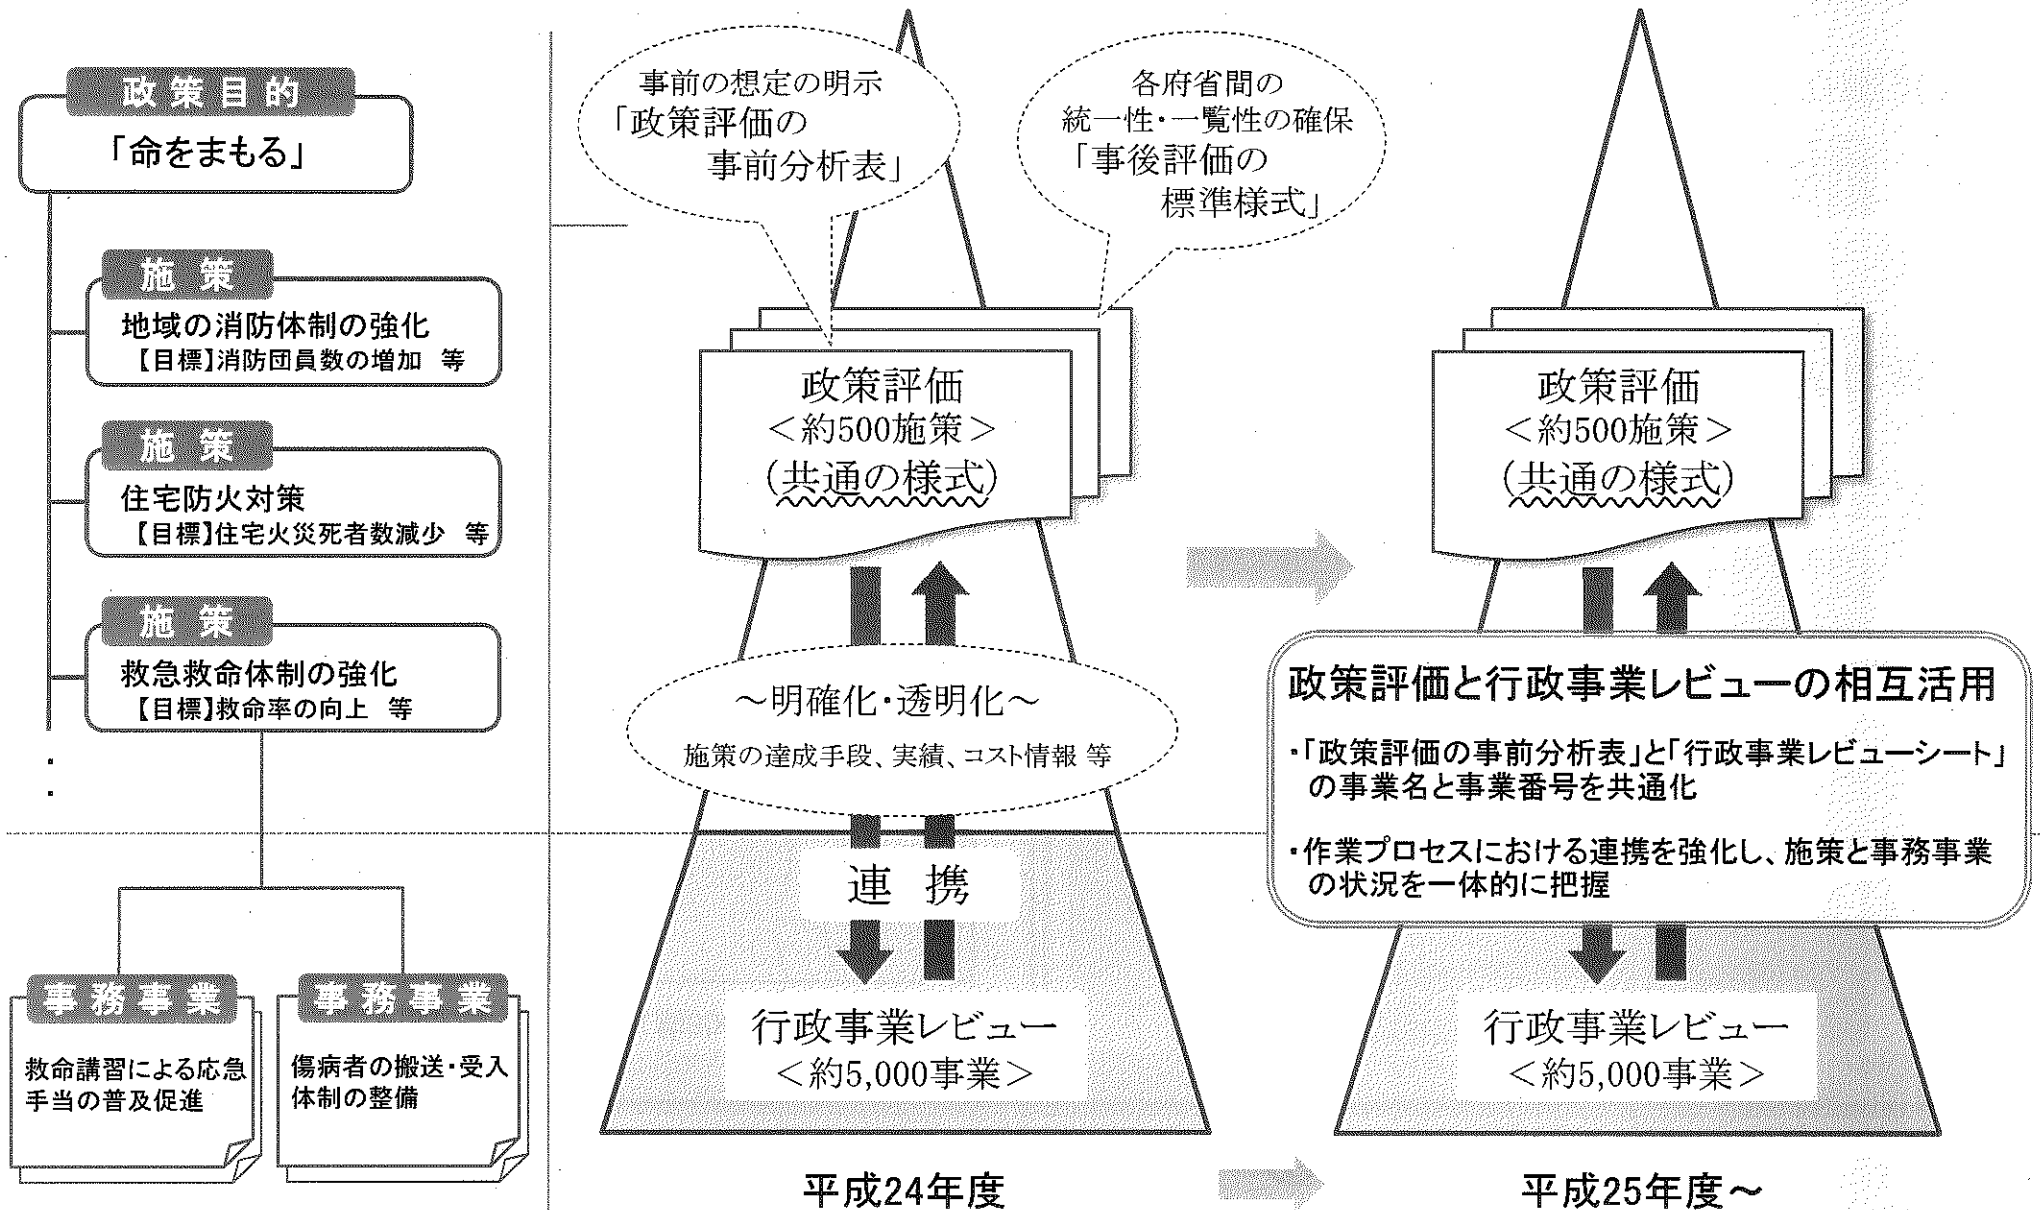 政策目的
「命をまもる」
施策
地域の消防体制の強化
【目標】消防団員数の増加 等
施策
住宅防火対策
【目標】住宅火災死者数減少 等
施策
救急救命体制の強化
【目標】救命率の向上 等
・
・
事務事業
救命講習による応急
手当の普及促進
事務事業
傷病者の搬送・受入
体制の整備
事前の想定の明示
「政策評価の
事前分析表」
各府省間の
統一性・一覧性の確保
「事後評価の
標準様式」
政策評価
＜約500施策＞
(共通の様式)
～明確化・透明化～
施策の達成手段、実績、コスト情報 等
連携
行政事業レビュー
＜約5,000事業＞
平成24年度
政策評価
＜約500施策＞
(共通の様式)
政策評価と行政事業レビューの相互活用
・「政策評価の事前分析表」と「行政事業レビューシート」
の事業名と事業番号を共通化
・作業プロセスにおける連携を強化し、施策と事務事業
の状況を一体的に把握
行政事業レビュー
＜約5,000事業＞
平成25年度～